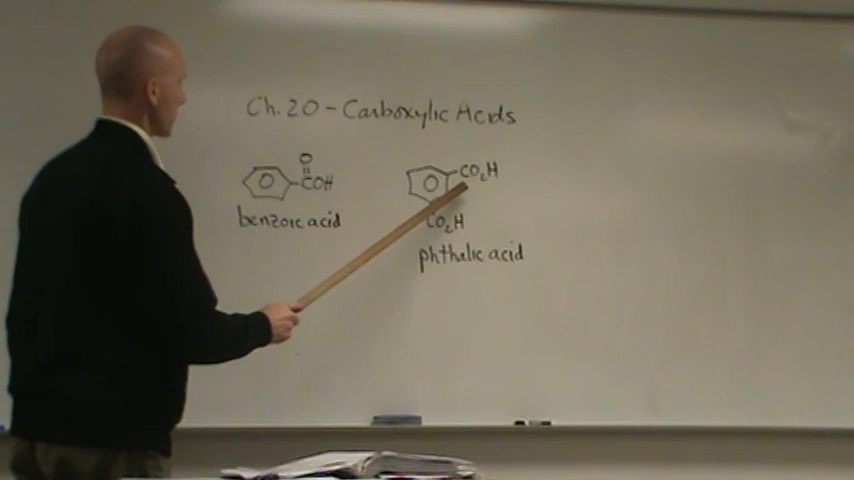 Ch. 20 - Carboxylic Acids
O
COH
benzoic acid
CO₂H
CO₂H
phthalic acid